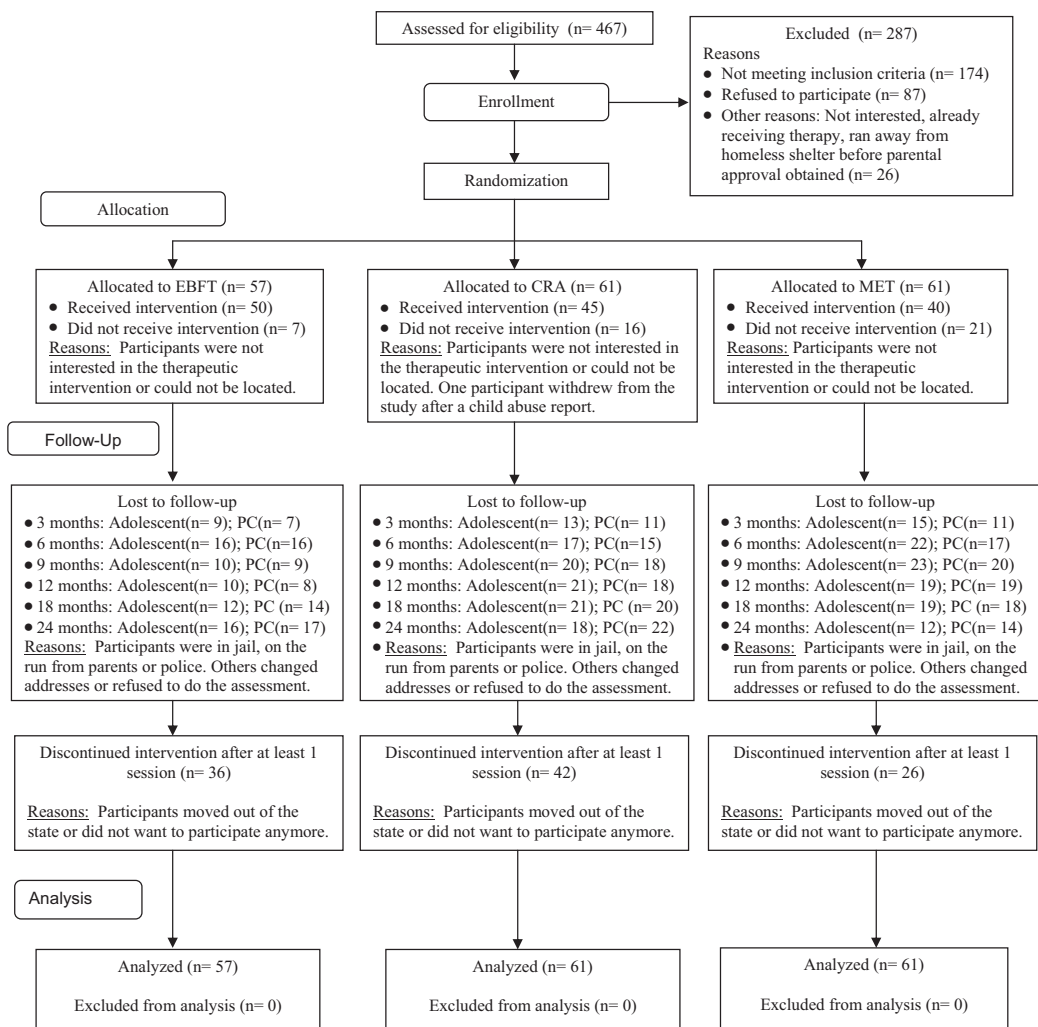 Assessed for eligibility (n= 467)
Excluded (n= 287)
Reasons
● Not meeting inclusion criteria (n= 174)
● Refused to participate (n= 87)
● Other reasons: Not interested, already
receiving therapy, ran away from
homeless shelter before parental
approval obtained (n= 26)
Enrollment
Randomization
Allocation
Allocated to EBFT (n= 57)
● Received intervention (n= 50)
● Did not receive intervention (n= 7)
Reasons: Participants were not
interested in the therapeutic
intervention or could not be located.
Allocated to CRA (n= 61)
● Received intervention (n= 45)
● Did not receive intervention (n= 16)
Reasons: Participants were not interested in
the therapeutic intervention or could not be
located. One participant withdrew from the
study after a child abuse report.
Allocated to MET (n= 61)
● Received intervention (n= 40)
● Did not receive intervention (n= 21)
Reasons: Participants were not
interested in the therapeutic
intervention or could not be located.
Follow-Up
Lost to follow-up
● 3 months: Adolescent(n= 9); PC(n= 7)
● 6 months: Adolescent(n= 16); PC(n=16)
● 9 months: Adolescent(n= 10); PC(n= 9)
● 12 months: Adolescent(n= 10); PC(n= 8)
● 18 months: Adolescent(n= 12); PC (n= 14)
● 24 months: Adolescent(n= 16); PC(n= 17)
Reasons: Participants were in jail, on the
run from parents or police. Others changed
addresses or refused to do the assessment.
Lost to follow-up
● 3 months: Adolescent(n= 13); PC(n= 11)
● 6 months: Adolescent(n= 17); PC(n=15)
● 9 months: Adolescent(n= 20); PC(n= 18)
● 12 months: Adolescent(n= 21); PC(n= 18)
● 18 months: Adolescent(n= 21); PC (n= 20)
● 24 months: Adolescent(n= 18); PC(n= 22)
● Reasons: Participants were in jail, on the
run from parents or police. Others changed
addresses or refused to do the assessment.
Lost to follow-up
● 3 months: Adolescent(n= 15); PC(n= 11)
● 6 months: Adolescent(n= 22); PC(n=17)
● 9 months: Adolescent(n= 23); PC(n= 20)
● 12 months: Adolescent(n= 19); PC(n= 19)
● 18 months: Adolescent(n= 19); PC (n= 18)
● 24 months: Adolescent(n= 12); PC(n= 14)
● Reasons: Participants were in jail, on the
run from parents or police. Others changed
addresses or refused to do the assessment.
Discontinued intervention after at least 1
session (n= 36)
Reasons: Participants moved out of the
state or did not want to participate anymore.
Discontinued intervention after at least 1
session (n= 42)
Reasons: Participants moved out of the
state or did not want to participate anymore.
Discontinued intervention after at least 1
session (n= 26)
Reasons: Participants moved out of the
state or did not want to participate anymore.
Analysis
Analyzed (n= 57)
Excluded from analysis (n= 0)
Analyzed (n= 61)
Excluded from analysis (n= 0)
Analyzed (n= 61)
Excluded from analysis (n= 0)